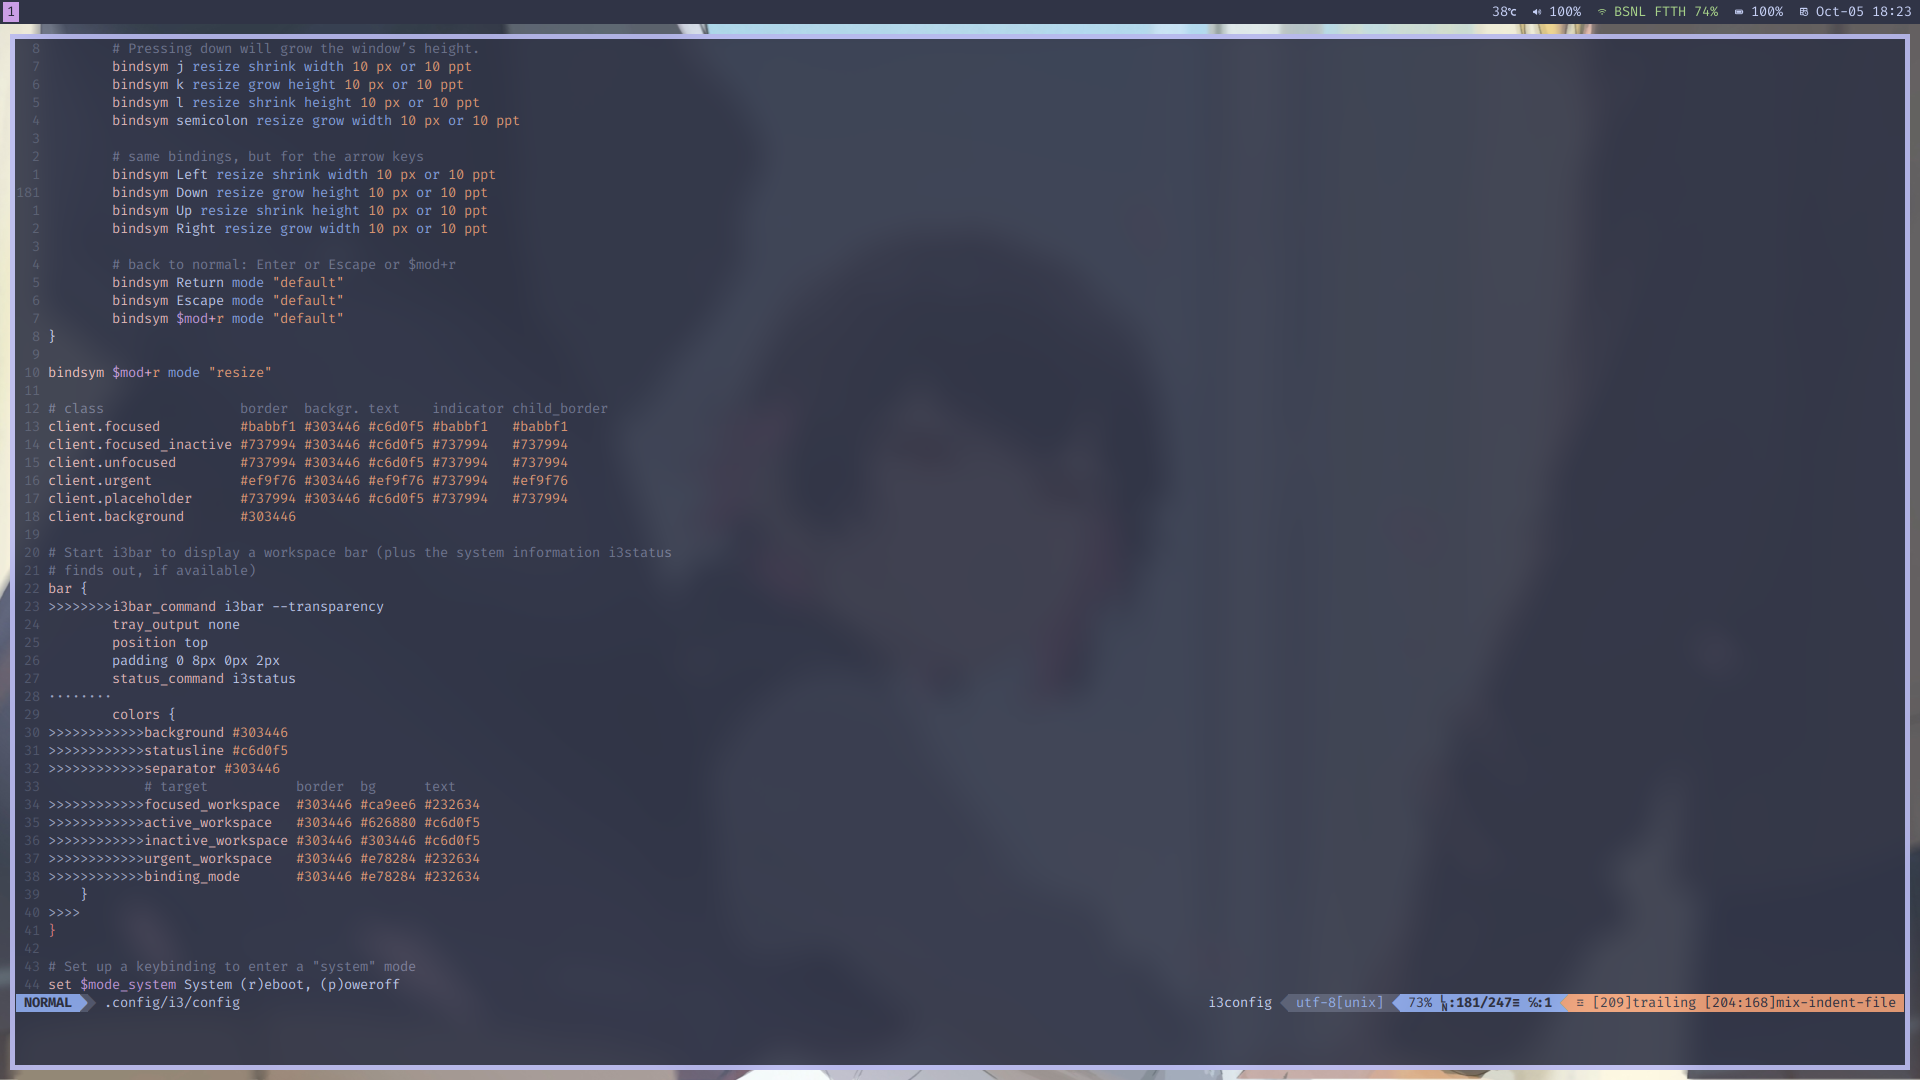 1 38℃ 100% BSNL FTTH 74% 100% Oct-05 18:23
8 # Pressing down will grow the window's height.
7 bindsym j resize shrink width 10 px or 10 ppt
6 bindsym k resize grow height 10 px or 10 ppt
5 bindsym l resize shrink height 10 px or 10 ppt
4 bindsym semicolon resize grow width 10 px or 10 ppt
3
2 # same bindings, but for the arrow keys
1 bindsym Left resize shrink width 10 px or 10 ppt
181 bindsym Down resize grow height 10 px or 10 ppt
1 bindsym Up resize shrink height 10 px or 10 ppt
2 bindsym Right resize grow width 10 px or 10 ppt
3
4 # back to normal: Enter or Escape or $mod+r
5 bindsym Return mode "default"
6 bindsym Escape mode "default"
7 bindsym $mod+r mode "default"
8 }
9
10 bindsym $mod+r mode "resize"
11
12 # class border backgr. text indicator child_border
13 client.focused #babbf1 #303446 #c6d0f5 #babbf1 #babbf1
14 client.focused_inactive #737994 #303446 #c6d0f5 #737994 #737994
15 client.unfocused #737994 #303446 #c6d0f5 #737994 #737994
16 client.urgent #ef9f76 #303446 #ef9f76 #737994 #ef9f76
17 client.placeholder #737994 #303446 #c6d0f5 #737994 #737994
18 client.background #303446
19
20 # Start i3bar to display a workspace bar (plus the system information i3status
21 # finds out, if available)
22 bar {
23 >>>>>>>>i3bar_command i3bar --transparency
24 tray_output none
25 position top
26 padding 0 8px 0px 2px
27 status_command i3status
28 ········
29 colors {
30 >>>>>>>>>>>>background #303446
31 >>>>>>>>>>>>statusline #c6d0f5
32 >>>>>>>>>>>>separator #303446
33 # target border bg text
34 >>>>>>>>>>>>focused_workspace #303446 #ca9ee6 #232634
35 >>>>>>>>>>>>active_workspace #303446 #626880 #c6d0f5
36 >>>>>>>>>>>>inactive_workspace #303446 #303446 #c6d0f5
37 >>>>>>>>>>>>urgent_workspace #303446 #e78284 #232634
38 >>>>>>>>>>>>binding_mode #303446 #e78284 #232634
39 }
40 >>>>
41 }
42
43 # Set up a keybinding to enter a "system" mode
44 set $mode_system System (r)eboot, (p)oweroff
NORMAL .config/i3/config i3config utf-8[unix] 73% ㏑:181/247≡ ℅:1 ≡ [209]trailing [204:168]mix-indent-file